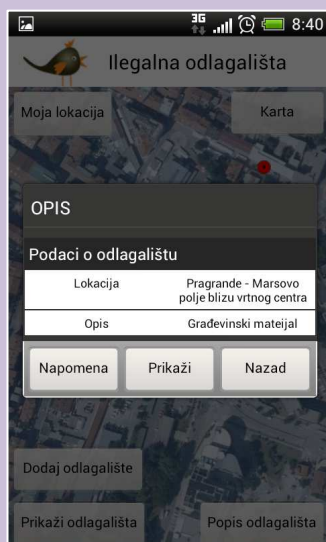 3G
8:40
Ilegalna odlagališta
Moja lokacija
Karta
OPIS
Podaci o odlagalištu
Lokacija
Pragrande - Marsovo
polje blizu vrtnog centra
Opis
Građevinski mateijal
Napomena
Prikaži
Nazad
Dodaj odlagalište
Prikaži odlagališta
Popis odlagališta